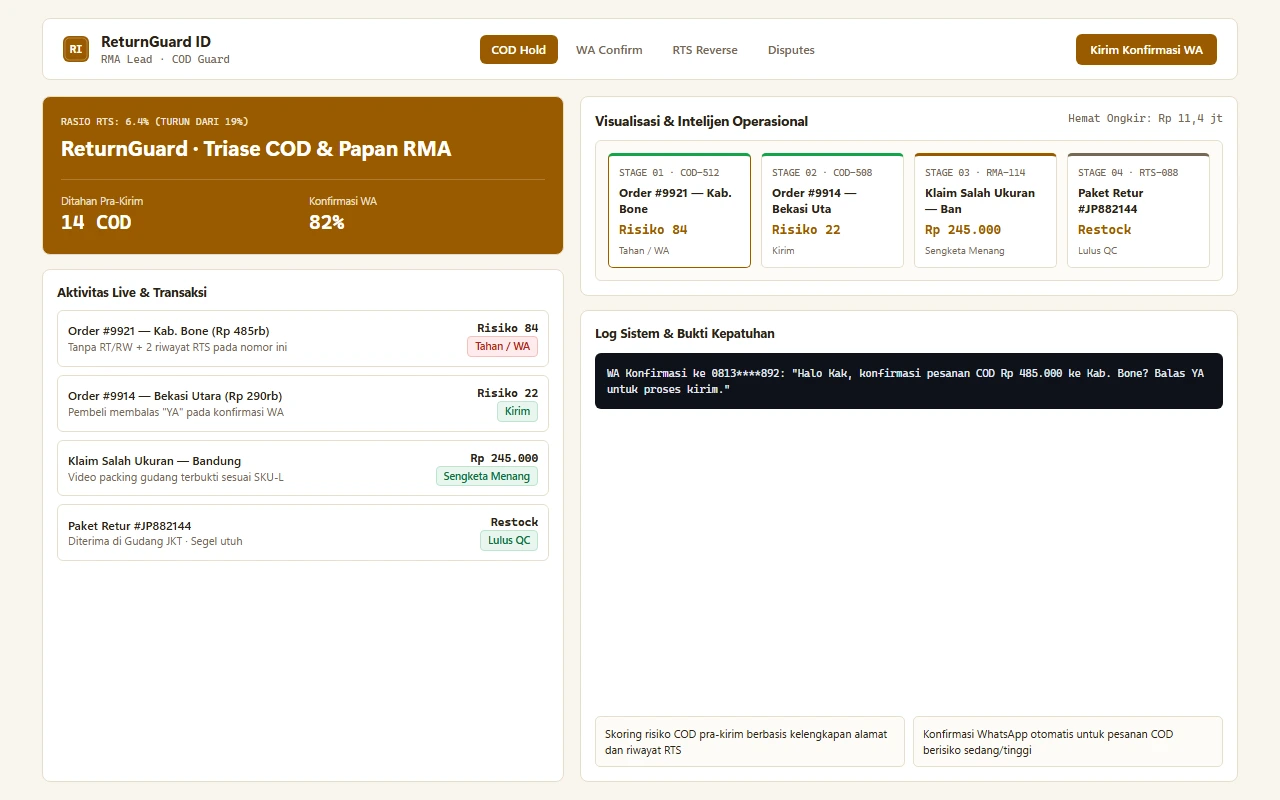 RI
ReturnGuard ID
RMA Lead · COD Guard
COD Hold
WA Confirm
RTS Reverse
Disputes
Kirim Konfirmasi WA
RASIO RTS: 6.4% (TURUN DARI 19%)
ReturnGuard · Triase COD & Papan RMA
Ditahan Pra-Kirim
14 COD
Konfirmasi WA
82%
Aktivitas Live & Transaksi
Order #9921 — Kab. Bone (Rp 485rb)
Tanpa RT/RW + 2 riwayat RTS pada nomor ini
Risiko 84
Tahan / WA
Order #9914 — Bekasi Utara (Rp 290rb)
Pembeli membalas "YA" pada konfirmasi WA
Risiko 22
Kirim
Klaim Salah Ukuran — Bandung
Video packing gudang terbukti sesuai SKU-L
Rp 245.000
Sengketa Menang
Paket Retur #JP882144
Diterima di Gudang JKT · Segel utuh
Restock
Lulus QC
Visualisasi & Intelijen Operasional
Hemat Ongkir: Rp 11,4 jt
STAGE 01 · COD-512
Order #9921 — Kab.
Bone
Risiko 84
Tahan / WA
STAGE 02 · COD-508
Order #9914 —
Bekasi Uta
Risiko 22
Kirim
STAGE 03 · RMA-114
Klaim Salah Ukuran
— Ban
Rp 245.000
Sengketa Menang
STAGE 04 · RTS-088
Paket Retur
#JP882144
Restock
Lulus QC
Log Sistem & Bukti Kepatuhan
WA Konfirmasi ke 0813****892: "Halo Kak, konfirmasi pesanan COD Rp 485.000 ke Kab. Bone? Balas YA
untuk proses kirim."
Skoring risiko COD pra-kirim berbasis kelengkapan alamat
dan riwayat RTS
Konfirmasi WhatsApp otomatis untuk pesanan COD
berisiko sedang/tinggi